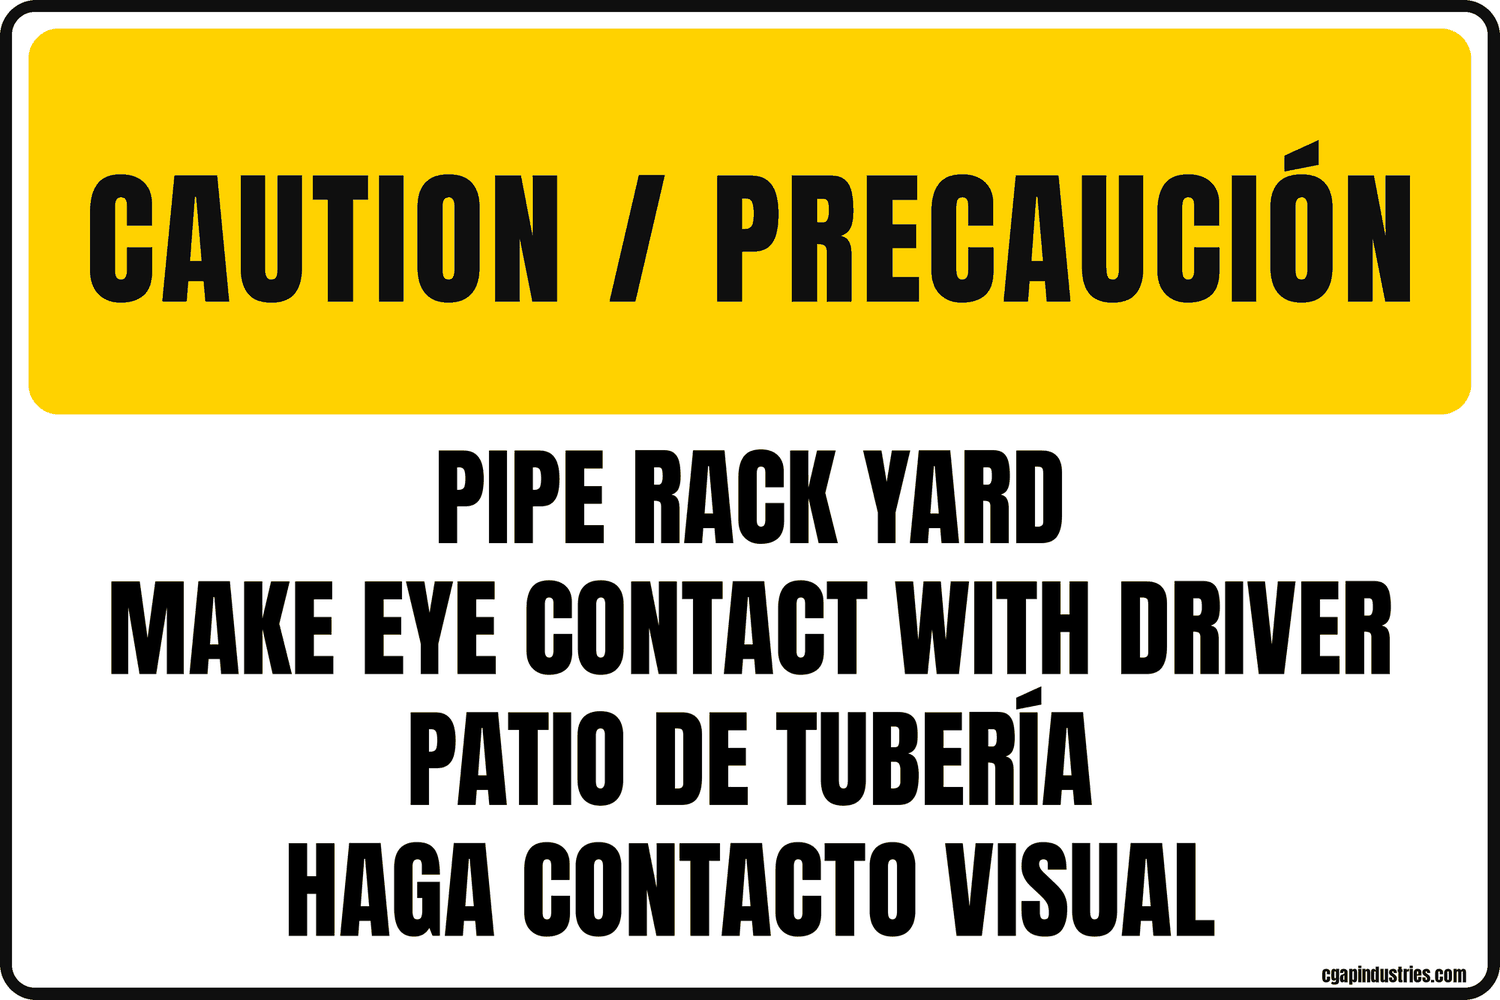 CAUTION / PRECAUCIÓN
PIPE RACK YARD
MAKE EYE CONTACT WITH DRIVER
PATIO DE TUBERÍA
HAGA CONTACTO VISUAL
cgapindustries.com